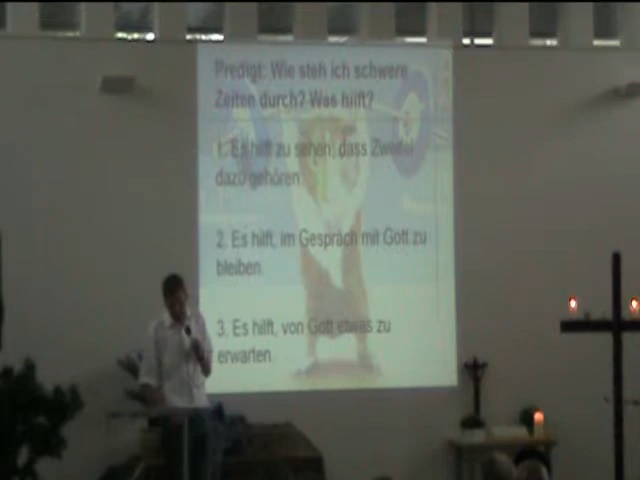 Predigt: Wie steh ich schwere
Zeiten durch? Was hilft?
1. Es hilft zu sehen, dass Zweifel
dazu gehören
2. Es hilft, im Gespräch mit Gott zu
bleiben
3. Es hilft, von Gott etwas zu
erwarten